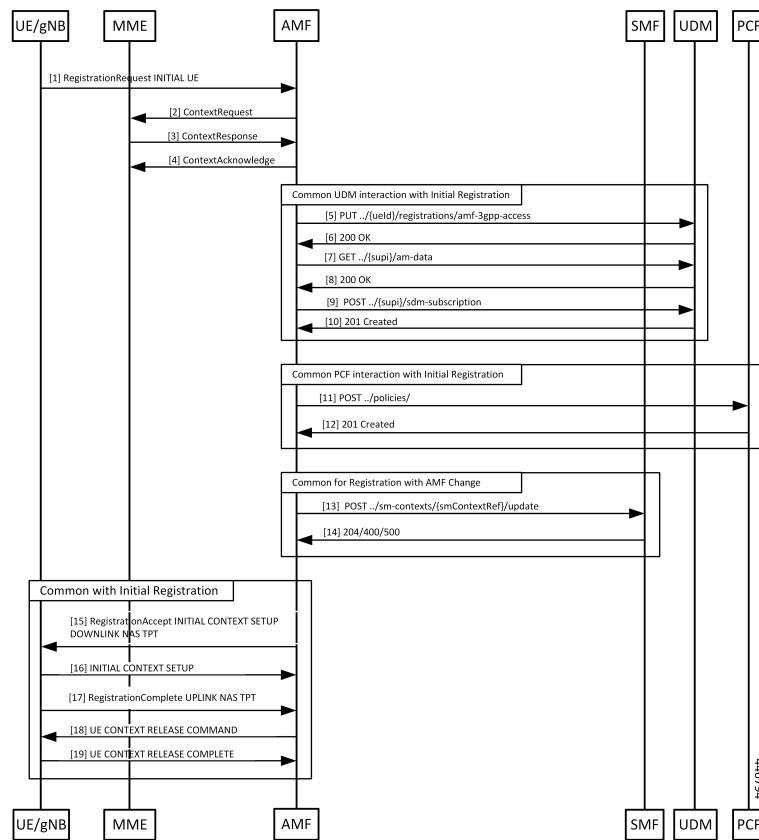 UE/gNB MME AMF SMF UDM PCF
[1] RegistrationRequest INITIAL UE
[2] ContextRequest
[3] ContextResponse
[4] ContextAcknowledge
Common UDM interaction with Initial Registration
[5] PUT ../{ueId}/registrations/amf-3gpp-access
[6] 200 OK
[7] GET ../{supi}/am-data
[8] 200 OK
[9] POST ../{supi}/sdm-subscription
[10] 201 Created
Common PCF interaction with Initial Registration
[11] POST ../policies/
[12] 201 Created
Common for Registration with AMF Change
[13] POST ../sm-contexts/{smContextRef}/update
[14] 204/400/500
Common with Initial Registration
[15] RegistrationAccept INITIAL CONTEXT SETUP
DOWNLINK NAS TPT
[16] INITIAL CONTEXT SETUP
[17] RegistrationComplete UPLINK NAS TPT
[18] UE CONTEXT RELEASE COMMAND
[19] UE CONTEXT RELEASE COMPLETE
UE/gNB MME AMF SMF UDM PCF